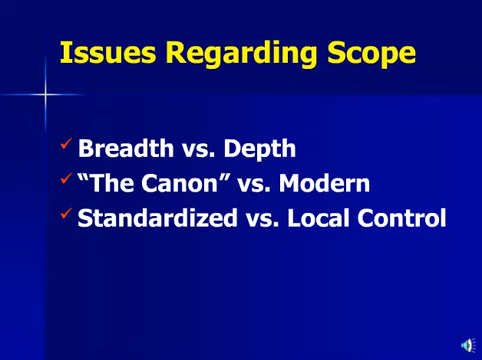 Issues Regarding Scope
Breadth vs. Depth
“The Canon” vs. Modern
Standardized vs. Local Control